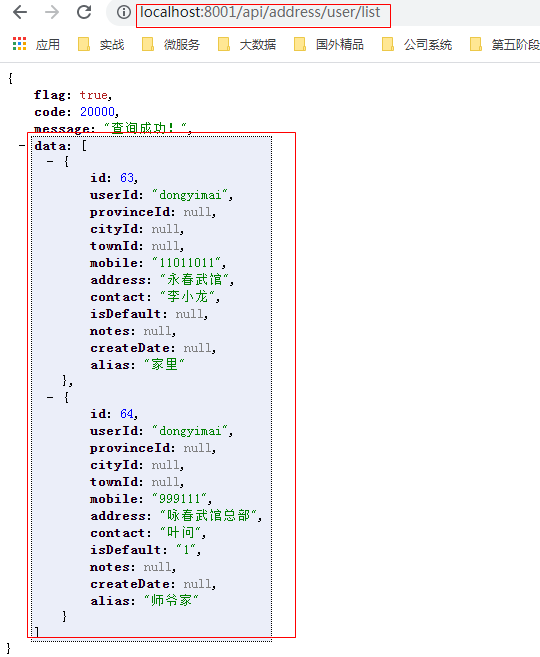 localhost:8001/api/address/user/list
应用 实战 微服务 大数据 国外精品 公司系统 第五阶段
{
flag: true,
code: 20000,
message: "查询成功！",
- data: [
- {
id: 63,
userId: "dongyimai",
provinceId: null,
cityId: null,
townId: null,
mobile: "11011011",
address: "永春武馆",
contact: "李小龙",
isDefault: null,
notes: null,
createDate: null,
alias: "家里"
},
- {
id: 64,
userId: "dongyimai",
provinceId: null,
cityId: null,
townId: null,
mobile: "999111",
address: "咏春武馆总部",
contact: "叶问",
isDefault: "1",
notes: null,
createDate: null,
alias: "师爷家"
}
]
}